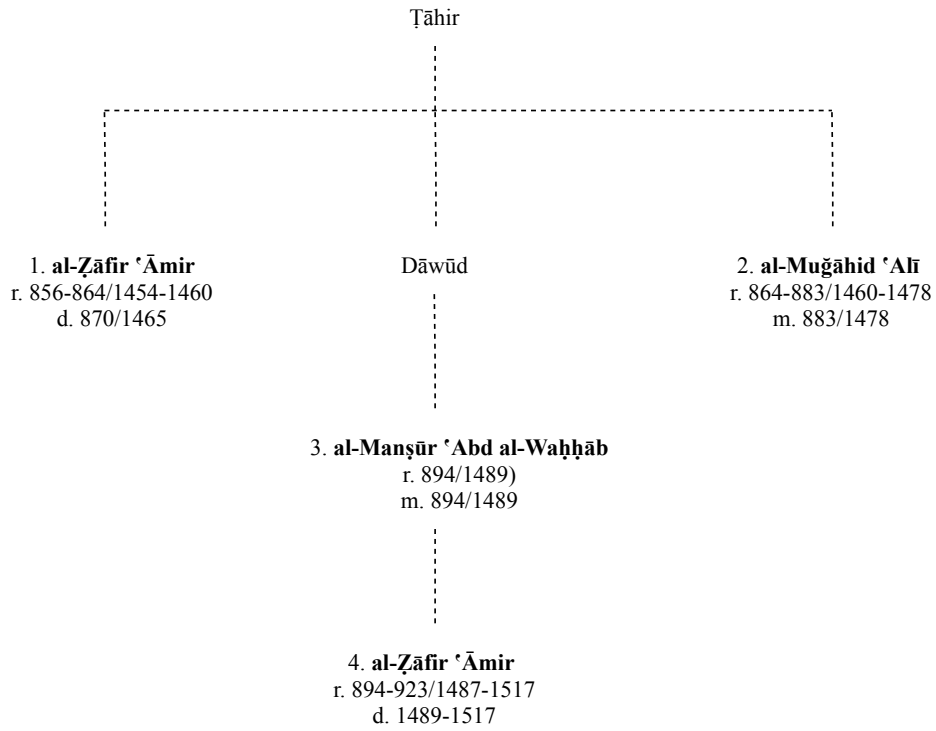 Ṭāhir
1. al-Ẓāfir ʿĀmir
r. 856-864/1454-1460
d. 870/1465
Dāwūd
2. al-Muǧāhid ʿAlī
r. 864-883/1460-1478
m. 883/1478
3. al-Manṣūr ʿAbd al-Waḥḥāb
r. 894/1489)
m. 894/1489
4. al-Ẓāfir ʿĀmir
r. 894-923/1487-1517
d. 1489-1517